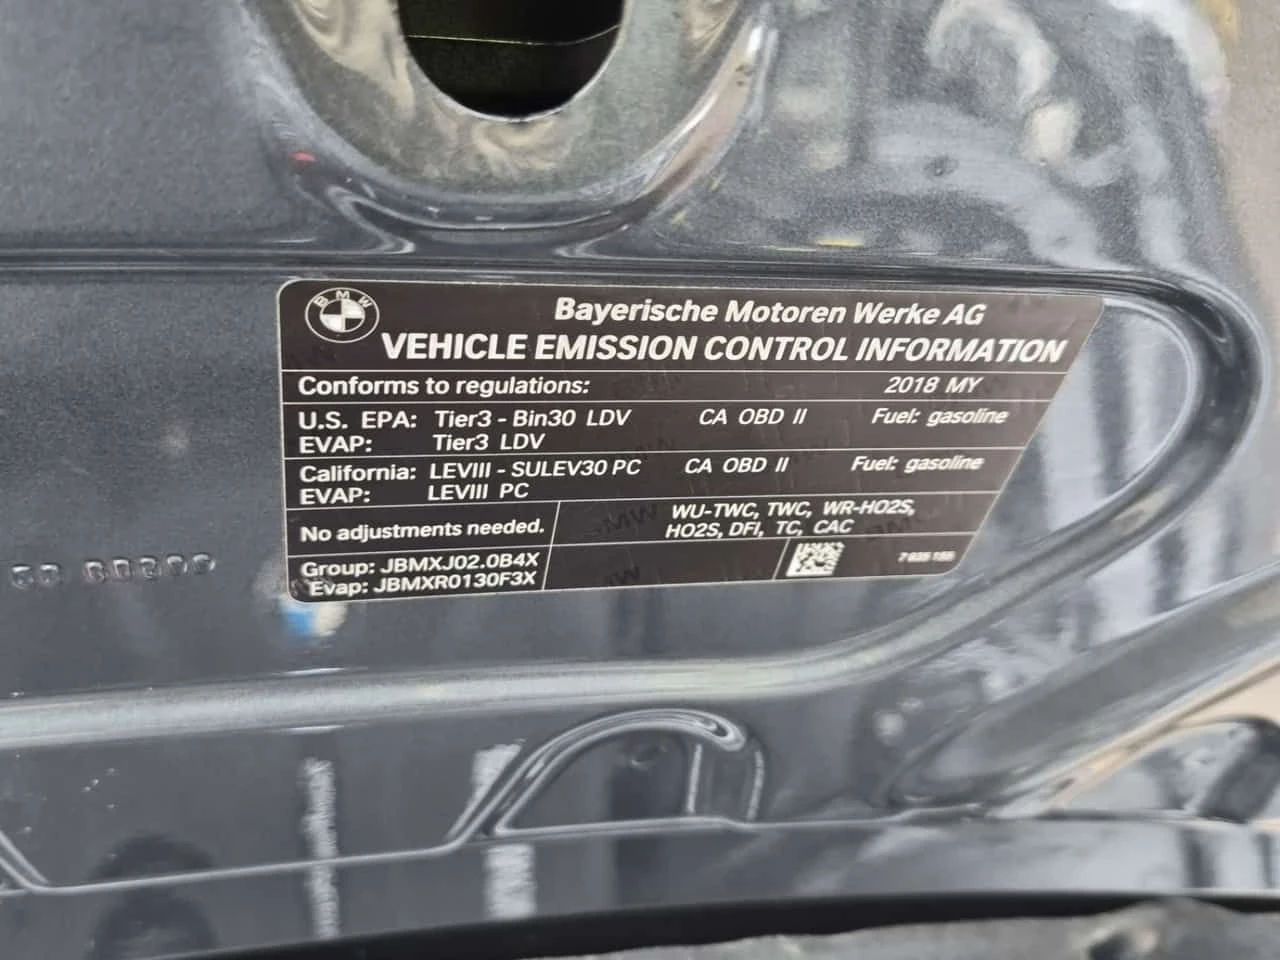 BMW
Bayerische Motoren Werke AG
VEHICLE EMISSION CONTROL INFORMATION
Conforms to regulations: 2018 MY
U.S. EPA: Tier3 - Bin30 LDV CA OBD II Fuel: gasoline
EVAP: Tier3 LDV
California: LEVIII - SULEV30 PC CA OBD II Fuel: gasoline
EVAP: LEVIII PC
No adjustments needed. WU-TWC, TWC, WR-HO2S,
HO2S, DFI, TC, CAC
Group: JBMXJ02.0B4X
Evap: JBMXR0130F3X